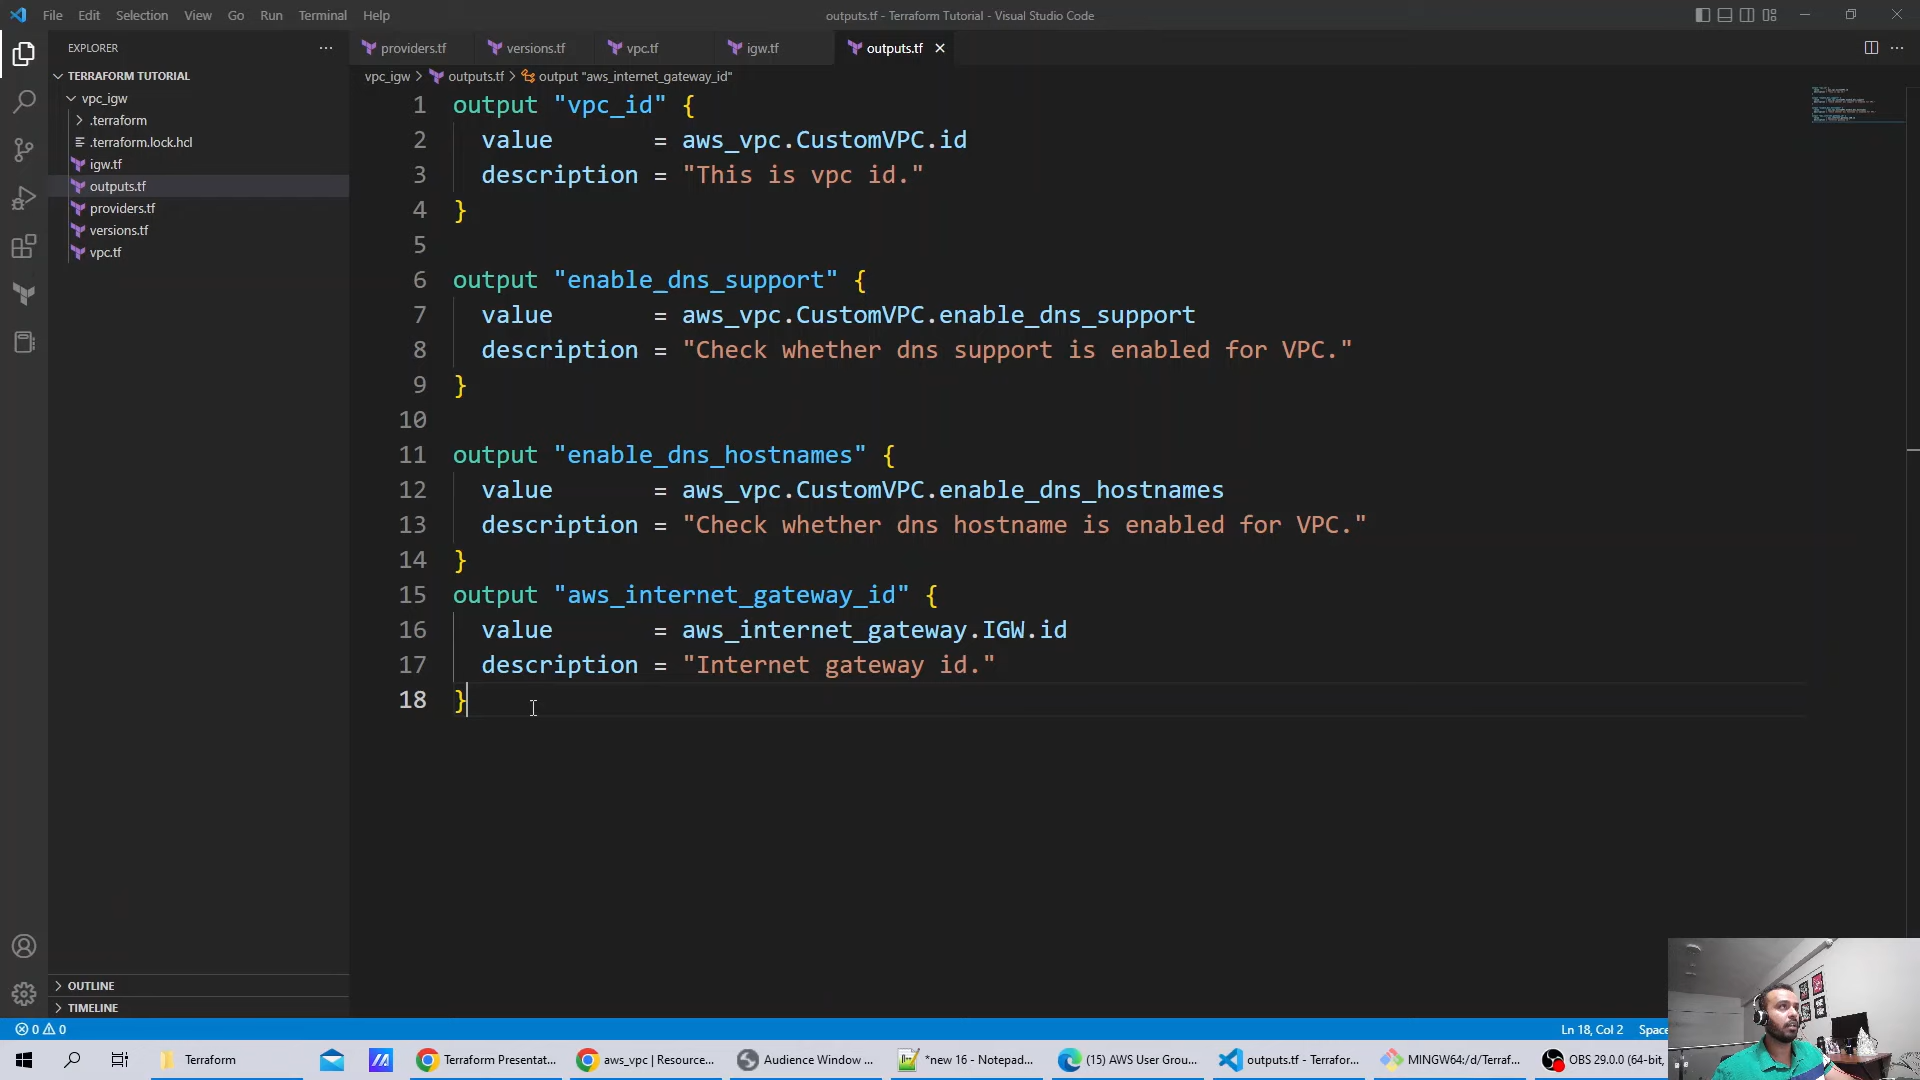 File Edit Selection View Go Run Terminal Help
outputs.tf - Terraform Tutorial - Visual Studio Code
EXPLORER
TERRAFORM TUTORIAL
vpc_igw
.terraform
.terraform.lock.hcl
igw.tf
outputs.tf
providers.tf
versions.tf
vpc.tf
OUTLINE
TIMELINE
providers.tf versions.tf vpc.tf igw.tf outputs.tf
vpc_igw > outputs.tf > output "aws_internet_gateway_id"
1 output "vpc_id" {
2 value = aws_vpc.CustomVPC.id
3 description = "This is vpc id."
4 }
5
6 output "enable_dns_support" {
7 value = aws_vpc.CustomVPC.enable_dns_support
8 description = "Check whether dns support is enabled for VPC."
9 }
10
11 output "enable_dns_hostnames" {
12 value = aws_vpc.CustomVPC.enable_dns_hostnames
13 description = "Check whether dns hostname is enabled for VPC."
14 }
15 output "aws_internet_gateway_id" {
16 value = aws_internet_gateway.IGW.id
17 description = "Internet gateway id."
18 }
0 0
Ln 18, Col 2 Space
Terraform
Terraform Presentat...
aws_vpc | Resource...
Audience Window ...
*new 16 - Notepad...
(15) AWS User Grou...
outputs.tf - Terrafor...
MINGW64:/d/Terraf...
OBS 29.0.0 (64-bit,